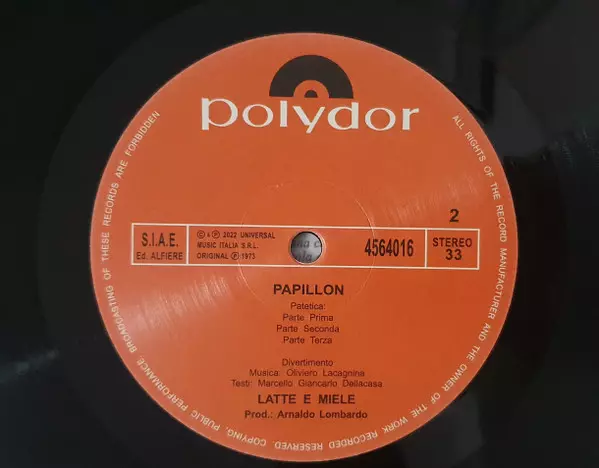 polydor
ALL RIGHTS OF THE RECORD MANUFACTURER AND THE OWNER OF THE WORK RECORDED RESERVED. COPYING, PUBLIC PERFORMANCE BROADCASTING OF THESE RECORDS ARE FORBIDDEN
2
S.I.A.E.
Ed. ALFIERE
© & ℗ 2022 UNIVERSAL
MUSIC ITALIA S.R.L.
ORIGINAL ℗ 1973
4564016
STEREO
33
PAPILLON
Patetica:
Parte Prima
Parte Seconda
Parte Terza
Divertimento
Musica: Oliviero Lacagnina
Testi: Marcello Giancarlo Dellacasa
LATTE E MIELE
Prod.: Arnaldo Lombardo